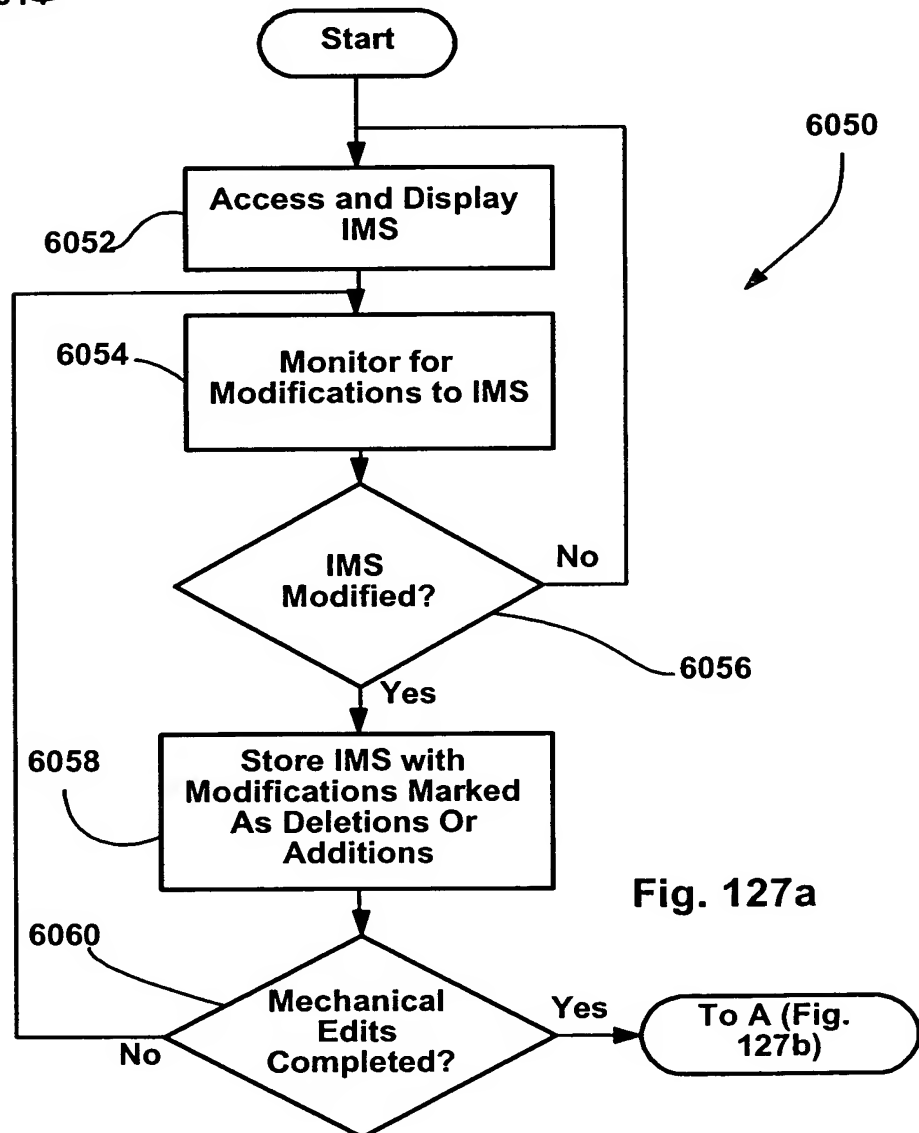 Start
6050
Access and Display
IMS
6052
6054
Monitor for
Modifications to IMS
No
IMS
Modified?
6056
Yes
6058
Store IMS with
Modifications Marked
As Deletions Or
Additions
Fig. 127a
6060
Mechanical
Edits
Completed?
Yes
No
To A (Fig.
127b)